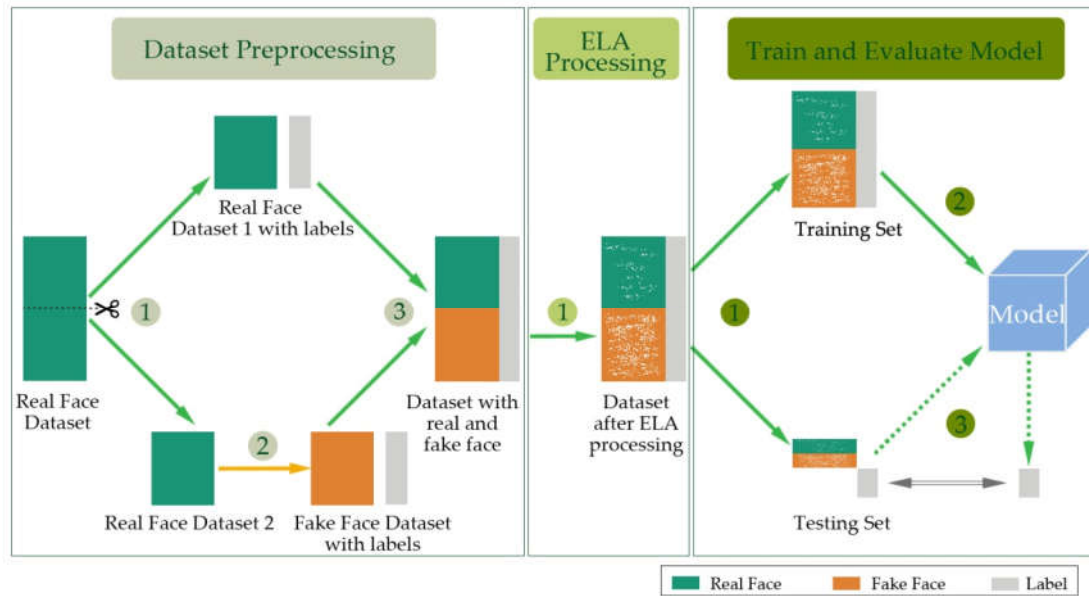 Dataset Preprocessing
ELA
Processing
Train and Evaluate Model
Real Face
Dataset 1 with labels
Training Set
2
Real Face
Dataset
1
3
Dataset with
real and
fake face
1
Dataset
after ELA
processing
1
Model
2
3
Real Face Dataset 2
Fake Face Dataset
with labels
Testing Set
Real Face
Fake Face
Label